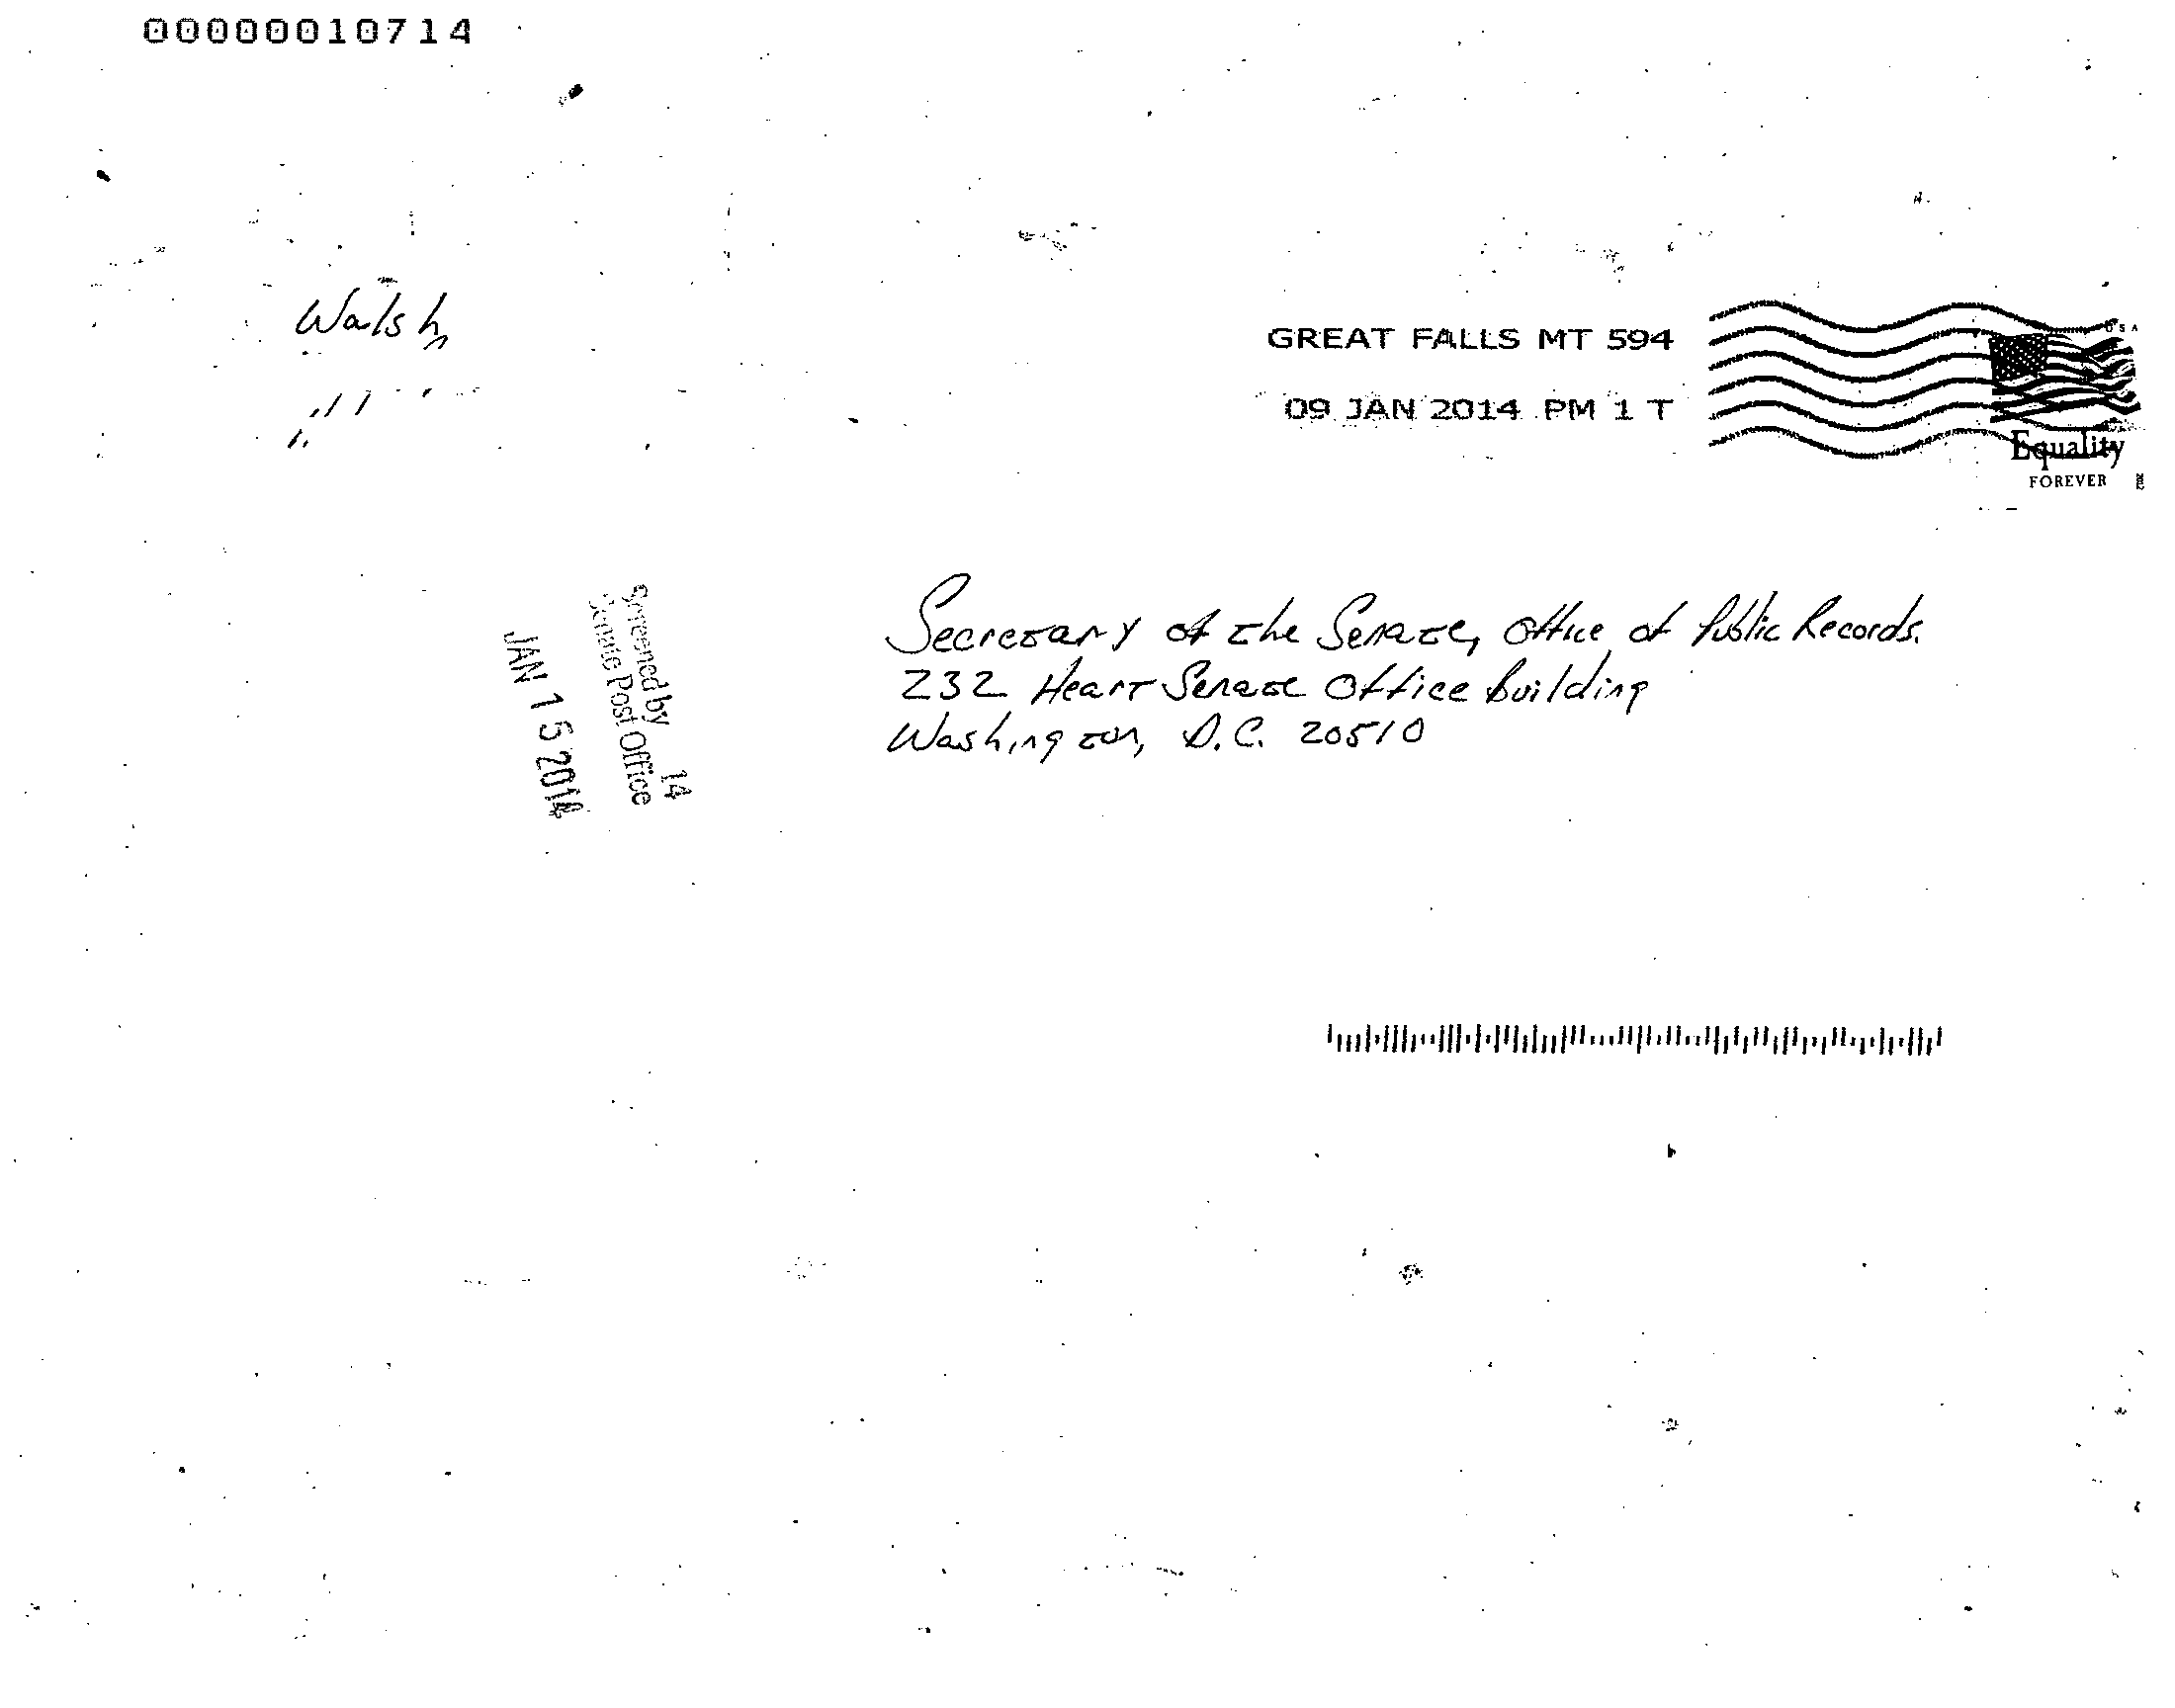 00000010714
Walsh
GREAT FALLS MT 594
09 JAN 2014 PM 1 T
USA
Equality
FOREVER
Secretary of the Senate, Office of Public Records.
232 Heart Senate Office Building
Washington, D.C. 20510
14
Screened by
Senate Post Office
JAN 15 2014